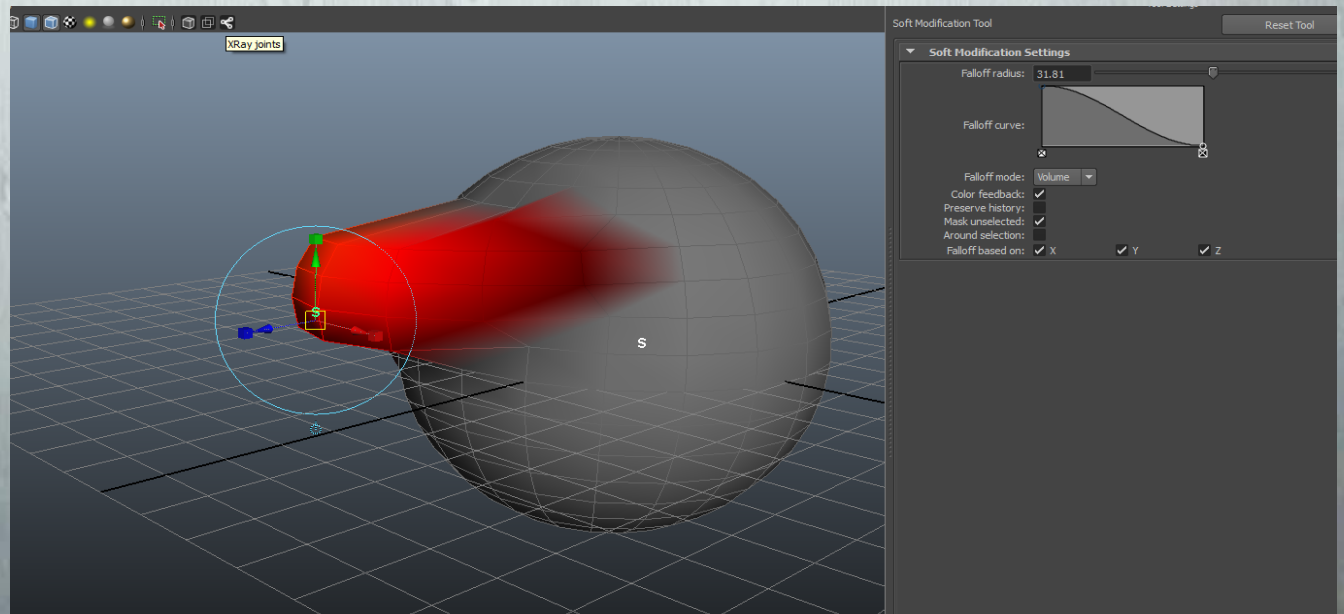 XRay joints
S
S
Soft Modification Tool
Reset Tool
Soft Modification Settings
Falloff radius: 31.81
Falloff curve:
Falloff mode: Volume
Color feedback:
Preserve history:
Mask unselected:
Around selection:
Falloff based on: X Y Z